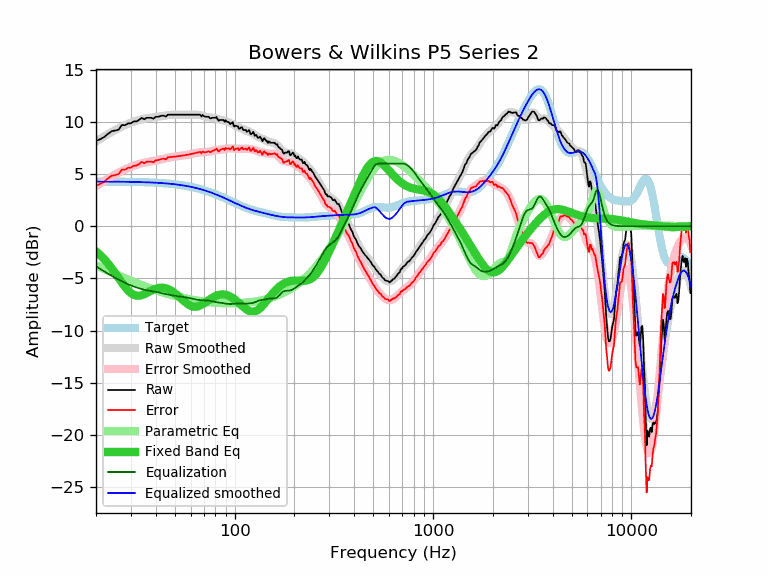 Bowers & Wilkins P5 Series 2
15
10
5
0
−5
−10
−15
−20
−25
Amplitude (dBr)
Target
Raw Smoothed
Error Smoothed
Raw
Error
Parametric Eq
Fixed Band Eq
Equalization
Equalized smoothed
100
1000
10000
Frequency (Hz)